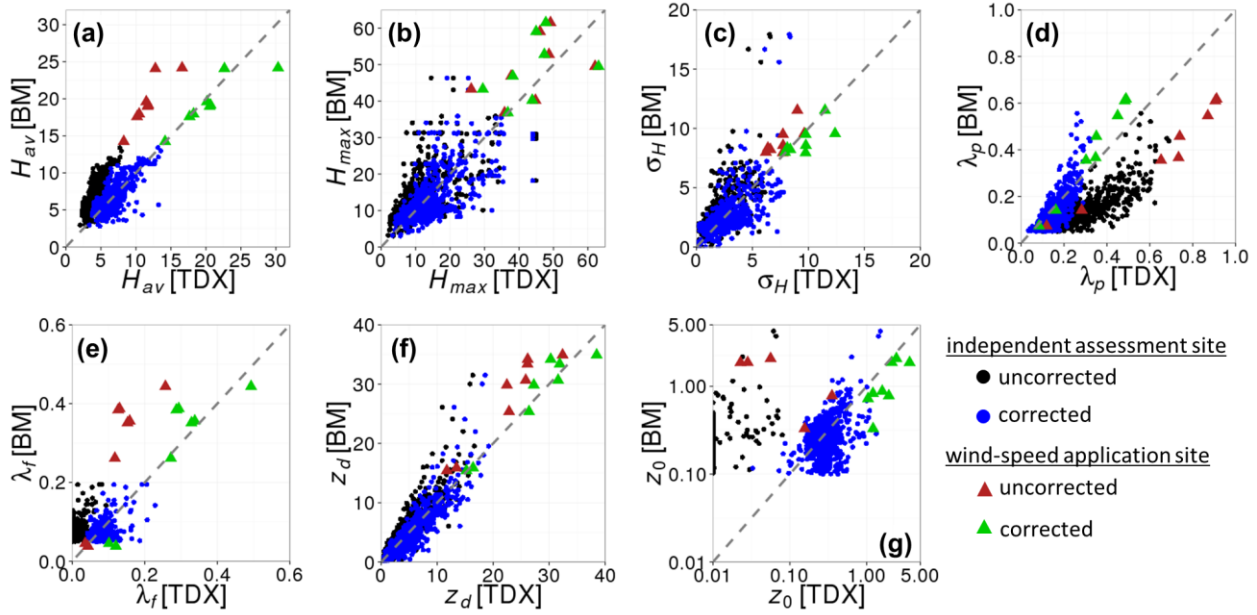 (a)
H_av [BM]
30
25
20
15
10
5
0
0 5 10 15 20 25 30
H_av [TDX]
(b)
H_max [BM]
60
50
40
30
20
10
0
0 10 20 30 40 50 60
H_max [TDX]
(c)
σ_H [BM]
20
15
10
5
0
0 5 10 15 20
σ_H [TDX]
(d)
λ_p [BM]
1.0
0.8
0.6
0.4
0.2
0.0
0.0 0.2 0.4 0.6 0.8 1.0
λ_p [TDX]
(e)
λ_f [BM]
0.6
0.4
0.2
0.0
0.0 0.2 0.4 0.6
λ_f [TDX]
(f)
z_d [BM]
40
30
20
10
0
0 10 20 30 40
z_d [TDX]
(g)
z_0 [BM]
5.00
1.00
0.10
0.01
0.01 0.10 1.00 5.00
z_0 [TDX]
independent assessment site
uncorrected
corrected
wind-speed application site
uncorrected
corrected